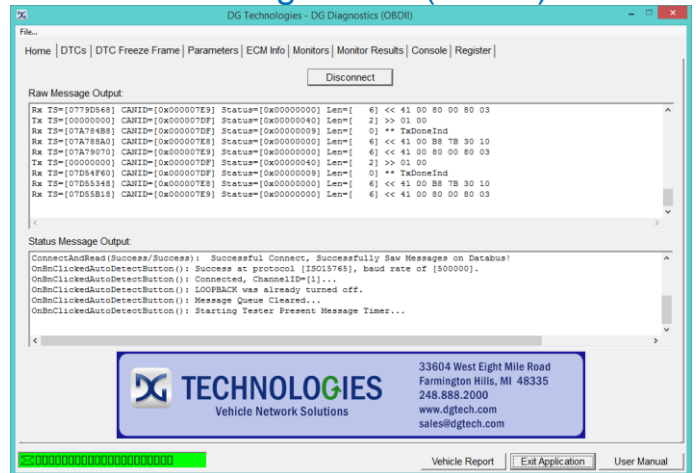 DG Technologies - DG Diagnostics (OBDII)
File...
Home DTCs DTC Freeze Frame Parameters ECM Info Monitors Monitor Results Console Register
Disconnect
Raw Message Output:
Rx TS=[0779D568] CANID=[0x000007E9] Status=[0x00000000] Len=[ 6] << 41 00 80 00 80 03
Tx TS=[00000000] CANID=[0x000007DF] Status=[0x00000040] Len=[ 2] >> 01 00
Rx TS=[07A784B8] CANID=[0x000007DF] Status=[0x00000009] Len=[ 0] ** TxDoneInd
Rx TS=[07A788A0] CANID=[0x000007E8] Status=[0x00000000] Len=[ 6] << 41 00 B8 7B 30 10
Rx TS=[07A79070] CANID=[0x000007E9] Status=[0x00000000] Len=[ 6] << 41 00 80 00 80 03
Tx TS=[00000000] CANID=[0x000007DF] Status=[0x00000040] Len=[ 2] >> 01 00
Rx TS=[07D54F60] CANID=[0x000007DF] Status=[0x00000009] Len=[ 0] ** TxDoneInd
Rx TS=[07D55348] CANID=[0x000007E8] Status=[0x00000000] Len=[ 6] << 41 00 B8 7B 30 10
Rx TS=[07D55B18] CANID=[0x000007E9] Status=[0x00000000] Len=[ 6] << 41 00 80 00 80 03
Status Message Output:
ConnectAndRead(Success/Success): Successful Connect, Successfully Saw Messages on Databus!
OnBnClickedAutoDetectButton(): Success at protocol [ISO15765], baud rate of [500000].
OnBnClickedAutoDetectButton(): Connected, ChannelID=[1]...
OnBnClickedAutoDetectButton(): LOOPBACK was already turned off.
OnBnClickedAutoDetectButton(): Message Queue Cleared...
OnBnClickedAutoDetectButton(): Starting Tester Present Message Timer...
DG TECHNOLOGIES
Vehicle Network Solutions
33604 West Eight Mile Road
Farmington Hills, MI 48335
248.888.2000
www.dgtech.com
sales@dgtech.com
Vehicle Report Exit Application User Manual